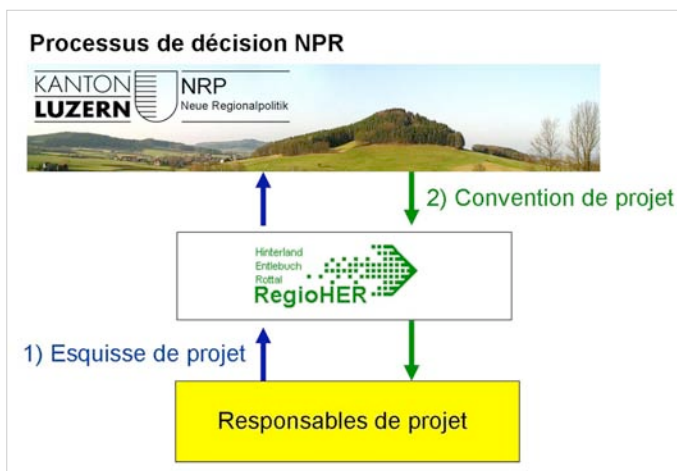 Processus de décision NPR
KANTON
LUZERN
NRP
Neue Regionalpolitik
2) Convention de projet
Hinterland
Entlebuch
Rottal
RegioHER
1) Esquisse de projet
Responsables de projet